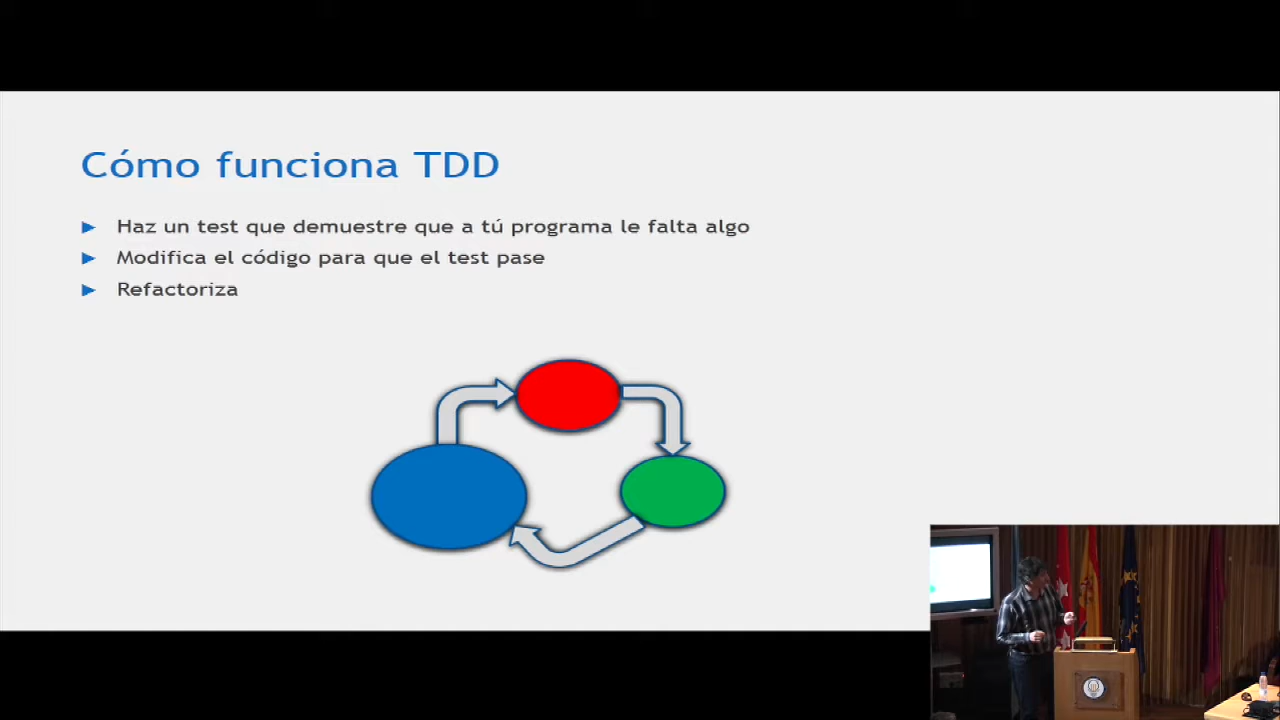 Cómo funciona TDD
Haz un test que demuestre que a tú programa le falta algo
Modifica el código para que el test pase
Refactoriza